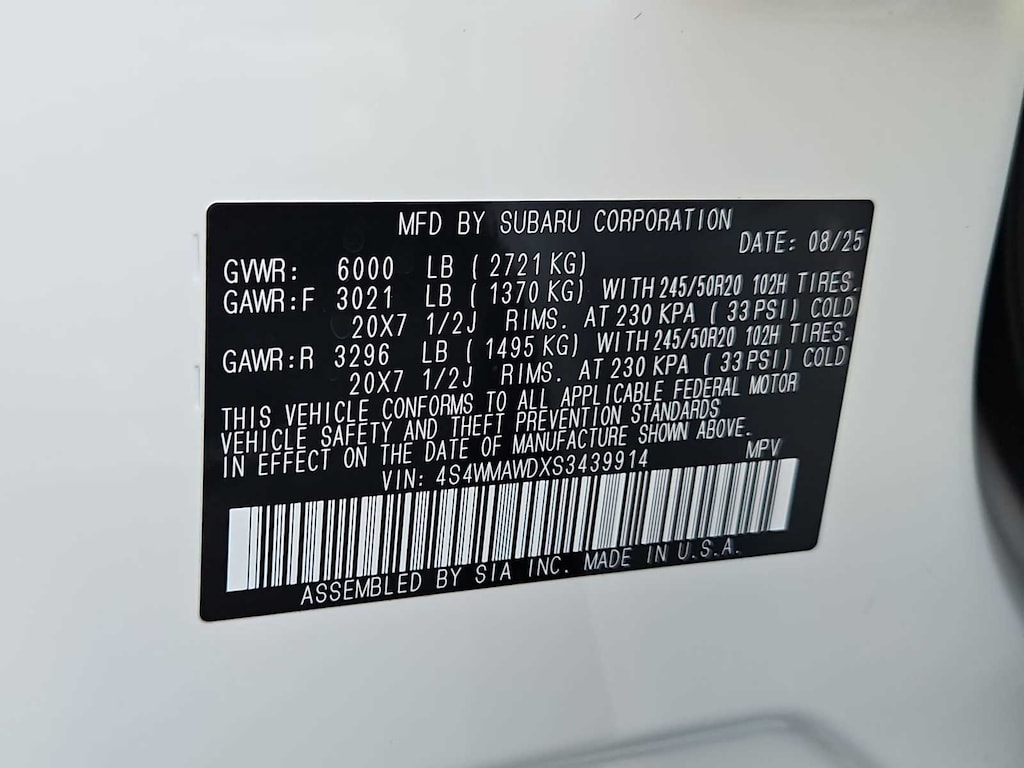 MFD BY SUBARU CORPORATION
DATE: 08/25
GVWR: 6000 LB ( 2721 KG)
GAWR:F 3021 LB ( 1370 KG) WITH 245/50R20 102H TIRES.
20X7 1/2J RIMS. AT 230 KPA ( 33 PSI) COLD
GAWR:R 3296 LB ( 1495 KG) WITH 245/50R20 102H TIRES.
20X7 1/2J RIMS. AT 230 KPA ( 33 PSI) COLD
THIS VEHICLE CONFORMS TO ALL APPLICABLE FEDERAL MOTOR
VEHICLE SAFETY AND THEFT PREVENTION STANDARDS
IN EFFECT ON THE DATE OF MANUFACTURE SHOWN ABOVE.
VIN: 4S4WMAWDXS3439914 MPV
ASSEMBLED BY SIA INC. MADE IN U.S.A.